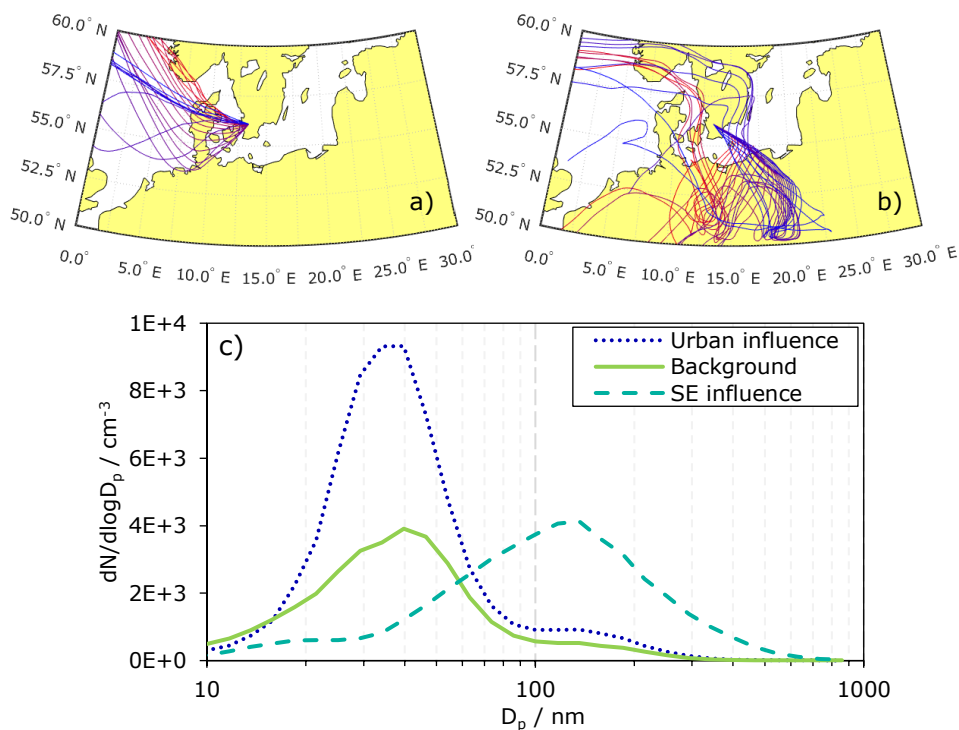 60.0° N
57.5° N
55.0° N
52.5° N
50.0° N
0.0°
5.0° E
10.0° E
15.0° E
20.0° E
25.0° E
30.0° E
a)
60.0° N
57.5° N
55.0° N
52.5° N
50.0° N
0.0°
5.0° E
10.0° E
15.0° E
20.0° E
25.0° E
30.0° E
b)
c)
1E+4
8E+3
6E+3
4E+3
2E+3
0E+0
dN/dlogDₚ / cm⁻³
Urban influence
Background
SE influence
10
100
1000
Dₚ / nm